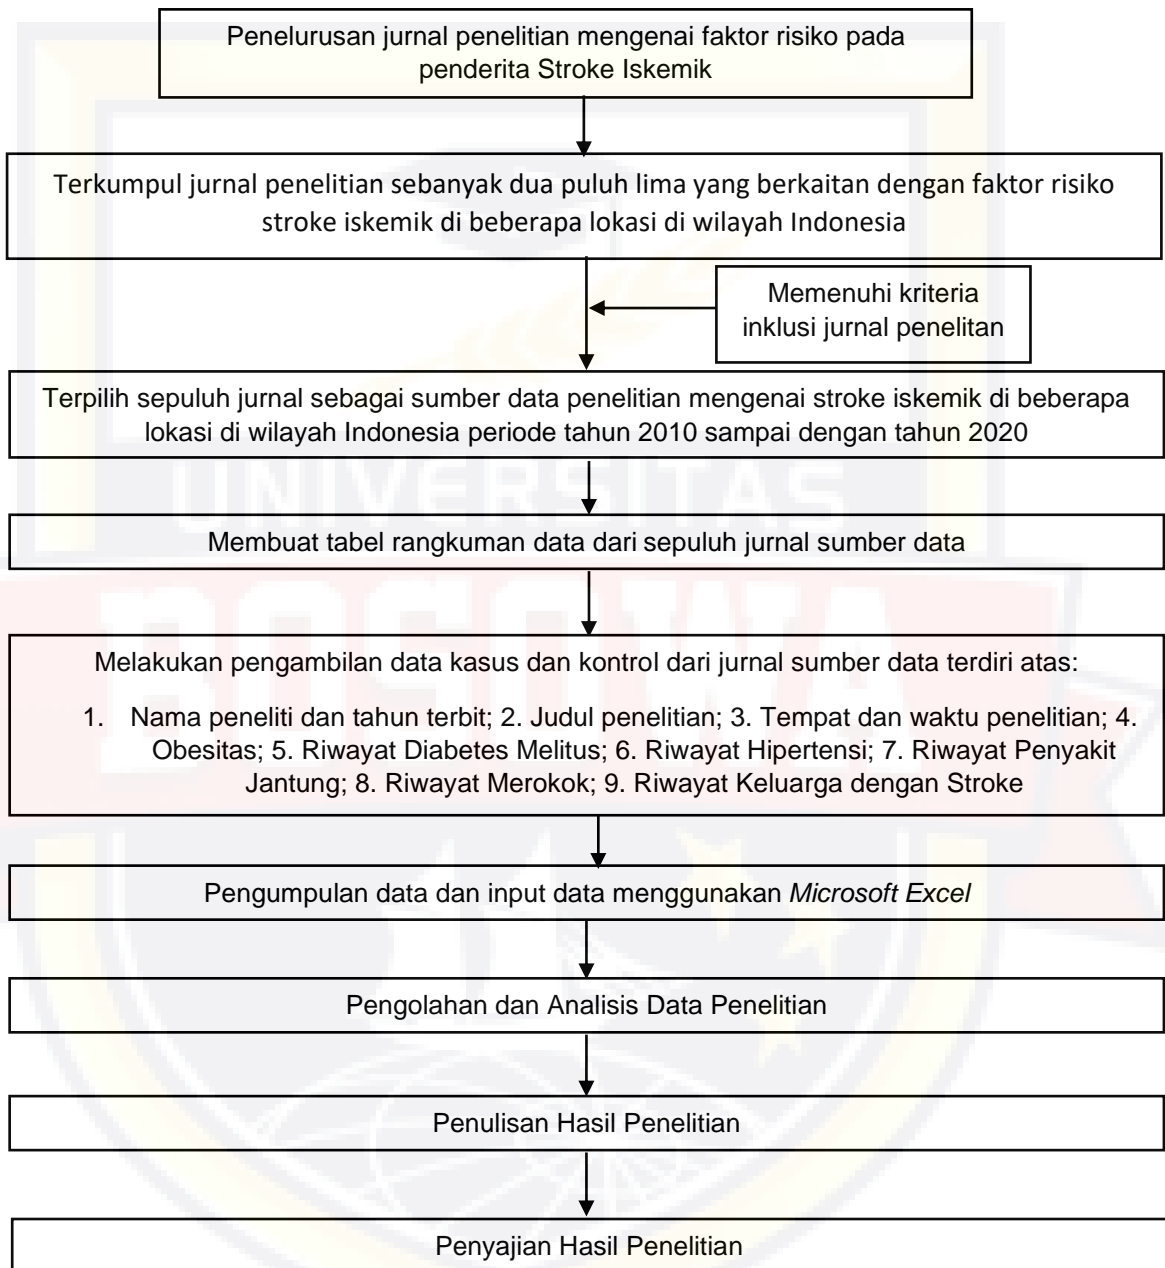 Penelurusan jurnal penelitian mengenai faktor risiko pada
penderita Stroke Iskemik
Terkumpul jurnal penelitian sebanyak dua puluh lima yang berkaitan dengan faktor risiko
stroke iskemik di beberapa lokasi di wilayah Indonesia
Memenuhi kriteria
inklusi jurnal penelitan
Terpilih sepuluh jurnal sebagai sumber data penelitian mengenai stroke iskemik di beberapa
lokasi di wilayah Indonesia periode tahun 2010 sampai dengan tahun 2020
UNIVERSITAS
Membuat tabel rangkuman data dari sepuluh jurnal sumber data
BOSOWA
Melakukan pengambilan data kasus dan kontrol dari jurnal sumber data terdiri atas:
1. Nama peneliti dan tahun terbit; 2. Judul penelitian; 3. Tempat dan waktu penelitian; 4.
Obesitas; 5. Riwayat Diabetes Melitus; 6. Riwayat Hipertensi; 7. Riwayat Penyakit
Jantung; 8. Riwayat Merokok; 9. Riwayat Keluarga dengan Stroke
Pengumpulan data dan input data menggunakan Microsoft Excel
Pengolahan dan Analisis Data Penelitian
Penulisan Hasil Penelitian
Penyajian Hasil Penelitian